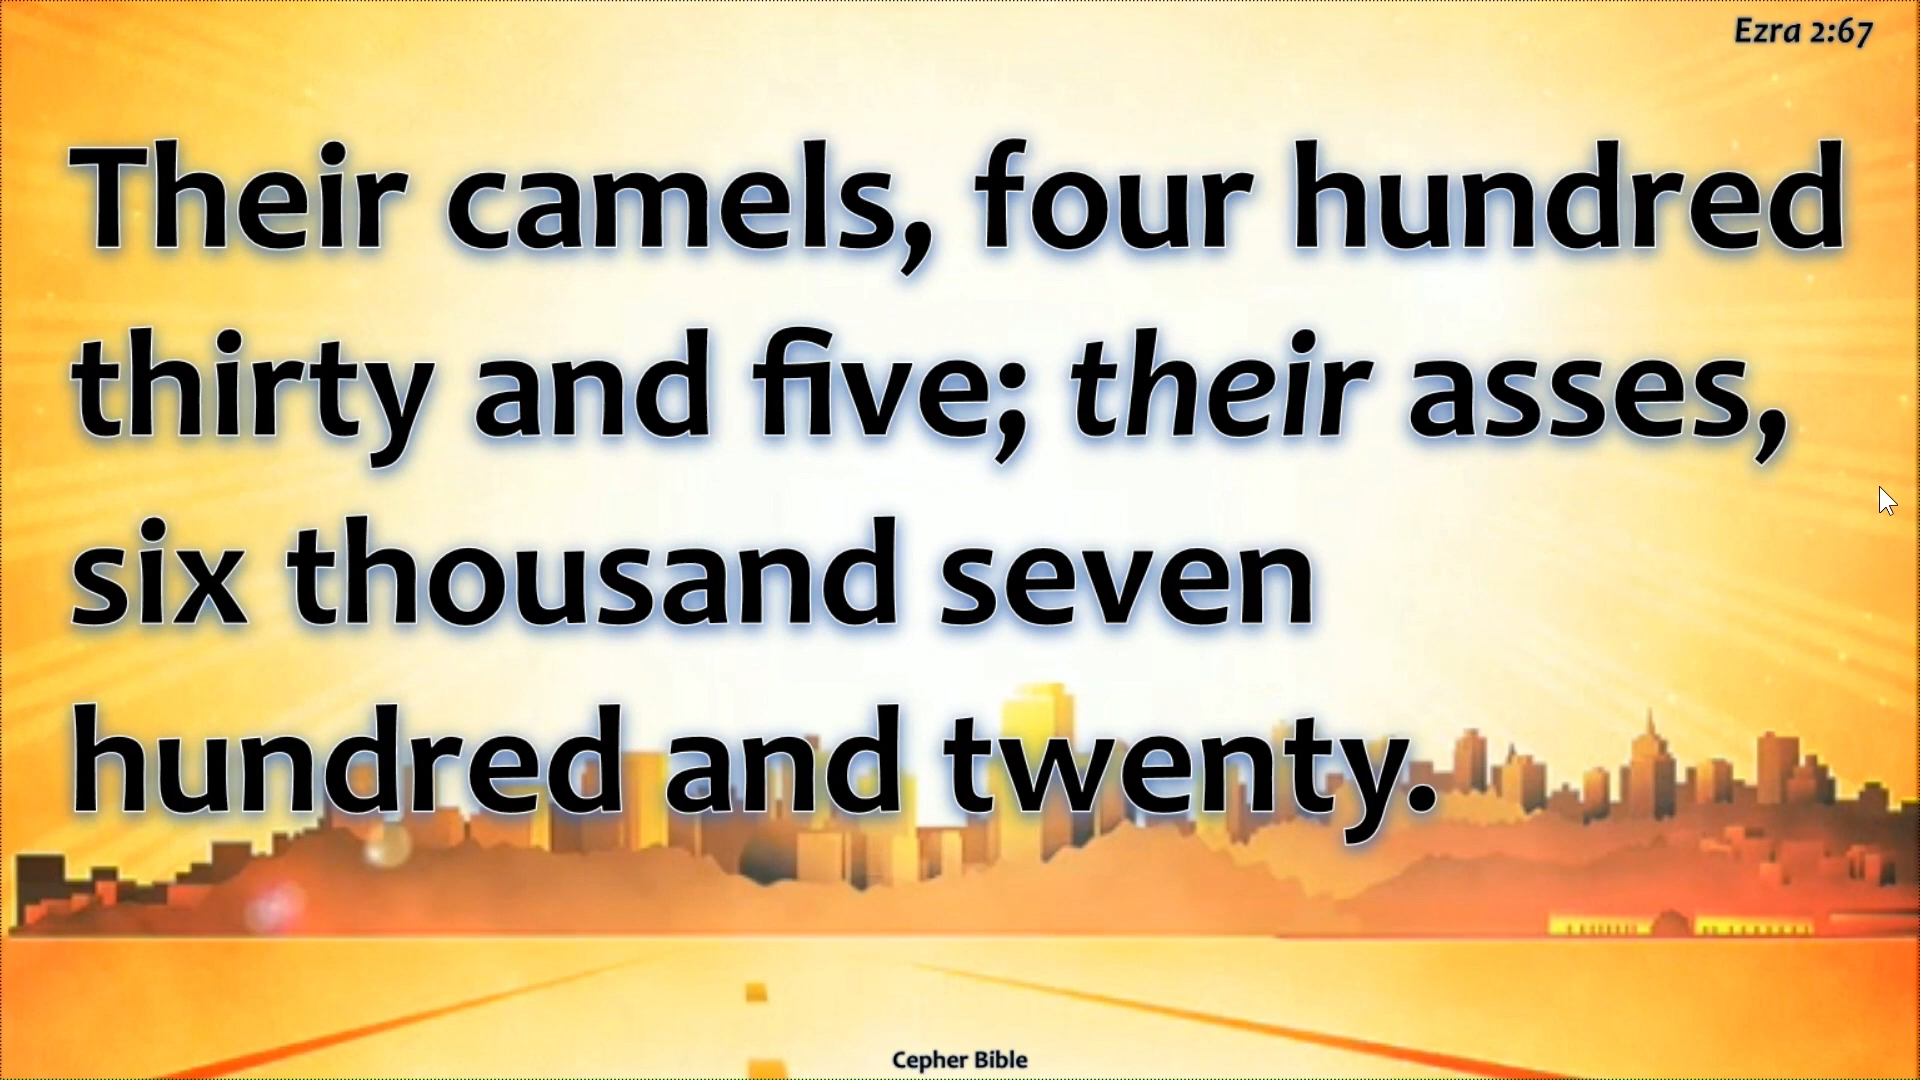 Ezra 2:67
Their camels, four hundred
thirty and five; their asses,
six thousand seven
hundred and twenty.
Cepher Bible